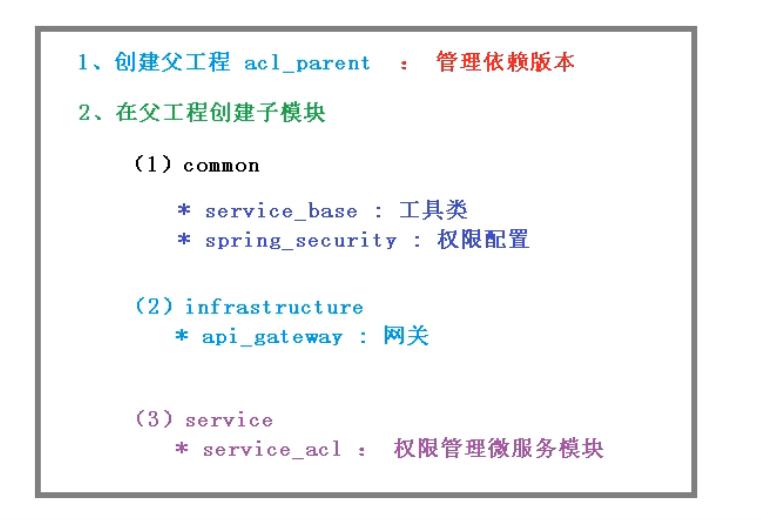 1、创建父工程 acl_parent ： 管理依赖版本
2、在父工程创建子模块
（1）common
* service_base : 工具类
* spring_security : 权限配置
（2）infrastructure
* api_gateway : 网关
（3）service
* service_acl： 权限管理微服务模块